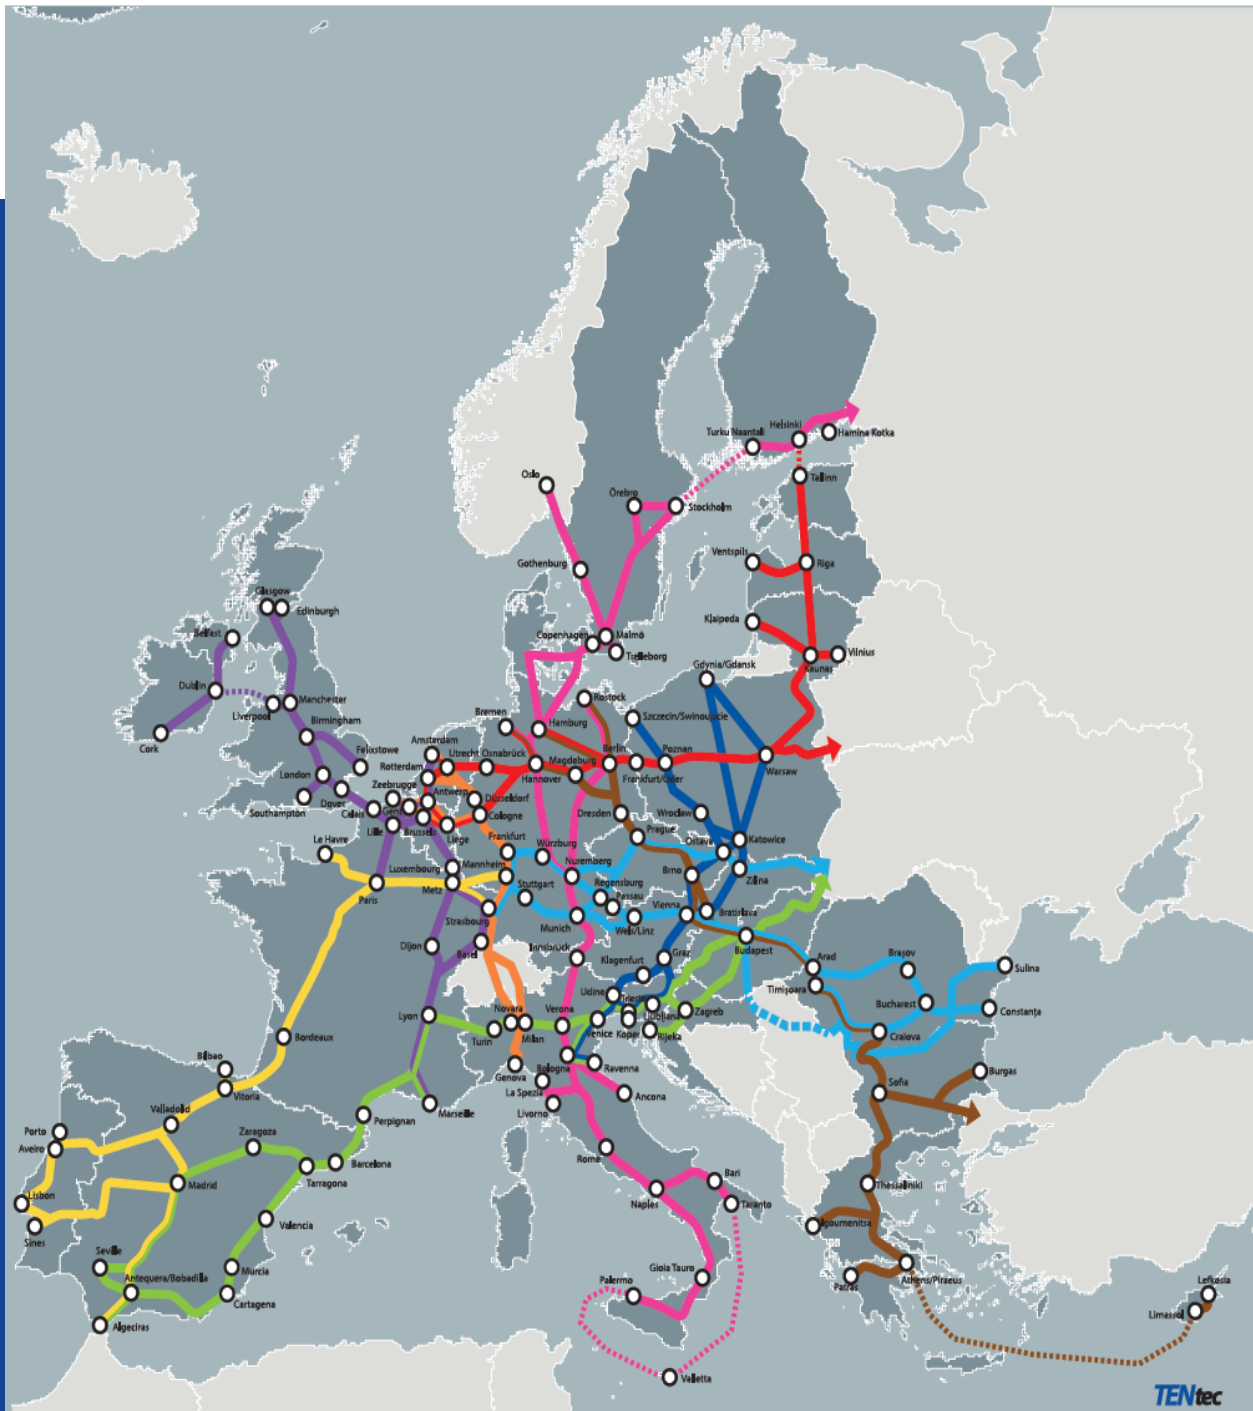 Helsinki
Turku Naantali
Hamina Kotka
Oslo
Tallinn
Örebro
Stockholm
Ventspils
Riga
Gothenburg
Glasgow
Edinburgh
Klaipeda
Belfast
Copenhagen
Malmö
Trelleborg
Vilnius
Kaunas
Gdynia/Gdansk
Dublin
Manchester
Liverpool
Rostock
Bremen
Hamburg
Szczecin/Swinoujscie
Birmingham
Cork
Amsterdam
Felixstowe
Utrecht
Osnabrück
Berlin
Poznan
Magdeburg
Rotterdam
Hannover
Frankfurt/Oder
Warsaw
London
Zeebrugge
Dover
Antwerp
Düsseldorf
Southampton
Calais
Gent
Cologne
Dresden
Wroclaw
Lille
Brussels
Liège
Prague
Le Havre
Frankfurt
Würzburg
Ostava
Katowice
Luxembourg
Mannheim
Nuremberg
Brno
Zilina
Paris
Metz
Stuttgart
Regensburg
Passau
Strasbourg
Vienna
Bratislava
Munich
Wels/Linz
Dijon
Basel
Innsbruck
Klagenfurt
Graz
Budapest
Arad
Braşov
Sulina
Timişoara
Udine
Trieste
Bucharest
Constanţa
Lyon
Novara
Verona
Ljubljana
Zagreb
Turin
Milan
Venice
Koper
Rijeka
Craiova
Bordeaux
Bilbao
Genova
Bologna
Ravenna
Sofia
Burgas
Vitoria
La Spezia
Ancona
Marseille
Livorno
Valladolid
Perpignan
Porto
Zaragoza
Aveiro
Rome
Barcelona
Madrid
Tarragona
Bari
Thessaloniki
Lisbon
Naples
Taranto
Sines
Valencia
Igoumenitsa
Seville
Murcia
Gioia Tauro
Antequera/Bobadilla
Palermo
Patras
Athens/Piraeus
Cartagena
Lefkosia
Limassol
Algeciras
Valletta
TENtec